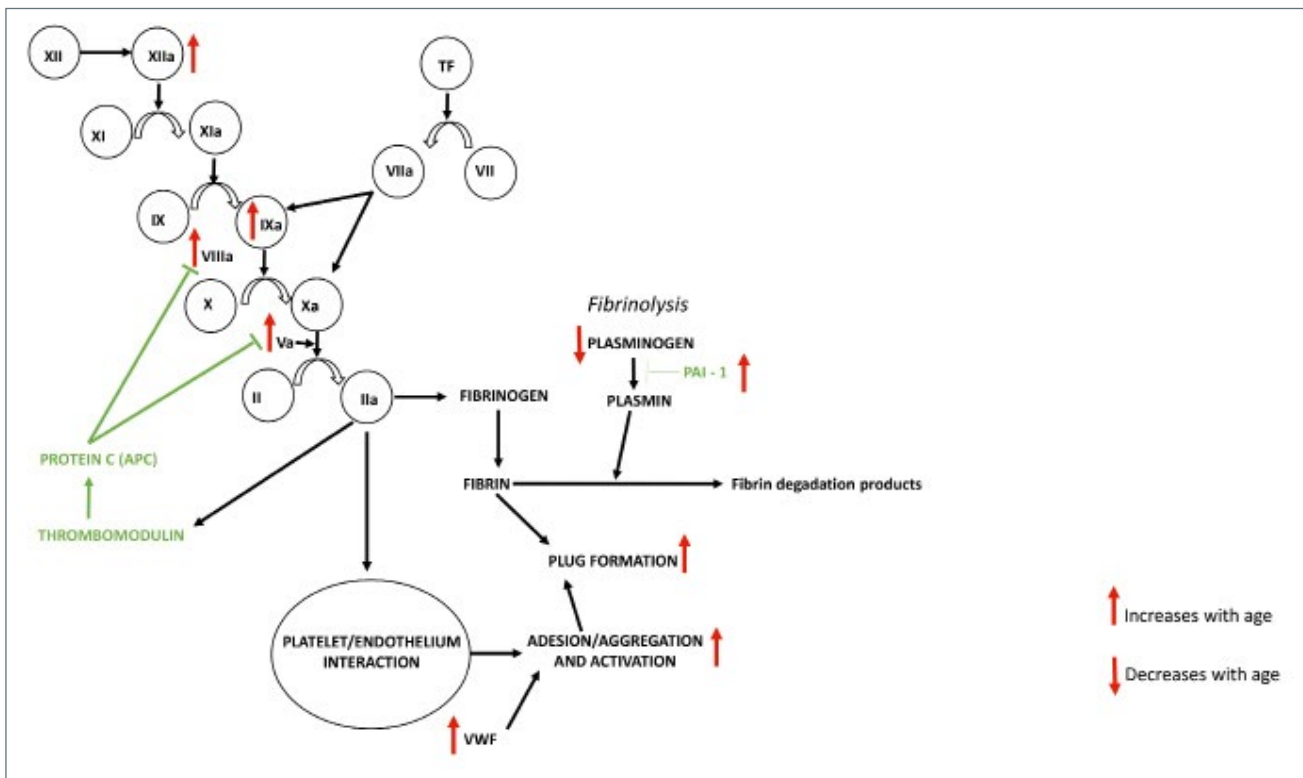 XII
XIIa
TF
XI
XIa
VIIa
VII
IX
IXa
VIIIa
X
Xa
Fibrinolysis
Va
PLASMINOGEN
PAI - 1
PLASMIN
II
IIa
FIBRINOGEN
PROTEIN C (APC)
FIBRIN
Fibrin degadation products
THROMBOMODULIN
PLUG FORMATION
PLATELET/ENDOTHELIUM
INTERACTION
ADESION/AGGREGATION
AND ACTIVATION
VWF
Increases with age
Decreases with age